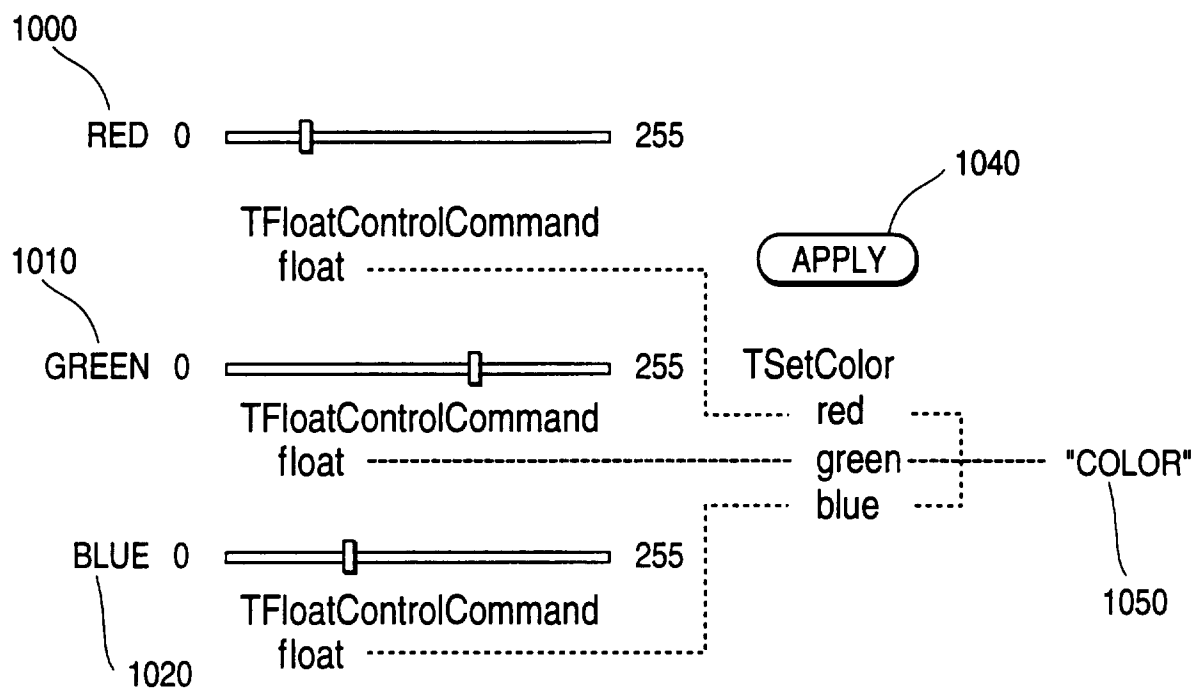 1000
RED 0 255
1040
TFloatControlCommand
float
APPLY
1010
GREEN 0 255
TSetColor
red
TFloatControlCommand
float
green
"COLOR"
blue
BLUE 0 255
1050
TFloatControlCommand
float
1020